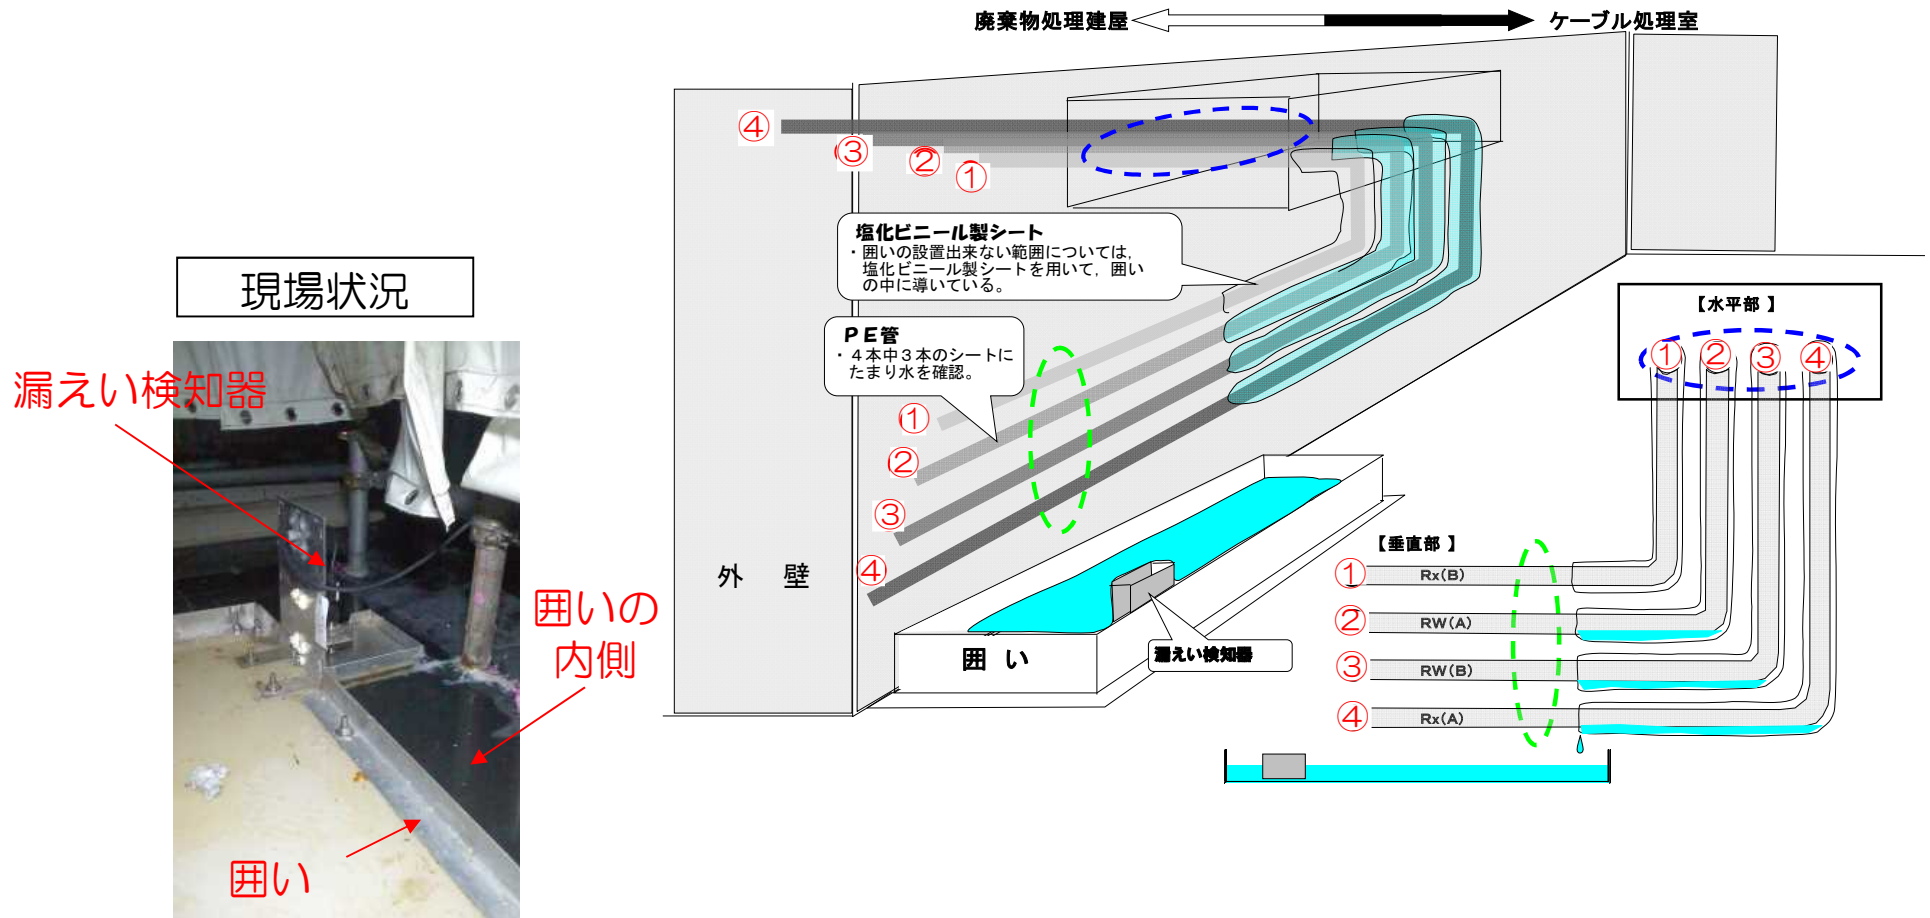 廃棄物処理建屋
ケーブル処理室
④
③
②
①
塩化ビニール製シート
・囲いの設置出来ない範囲については,
塩化ビニール製シートを用いて,囲い
の中に導いている。
PE管
・4本中3本のシートに
たまり水を確認。
①
②
③
④
外 壁
囲 い
漏えい検知器
現場状況
漏えい検知器
囲いの
内側
囲い
【水平部】
① ② ③ ④
【垂直部】
① Rx(B)
② RW(A)
③ RW(B)
④ Rx(A)